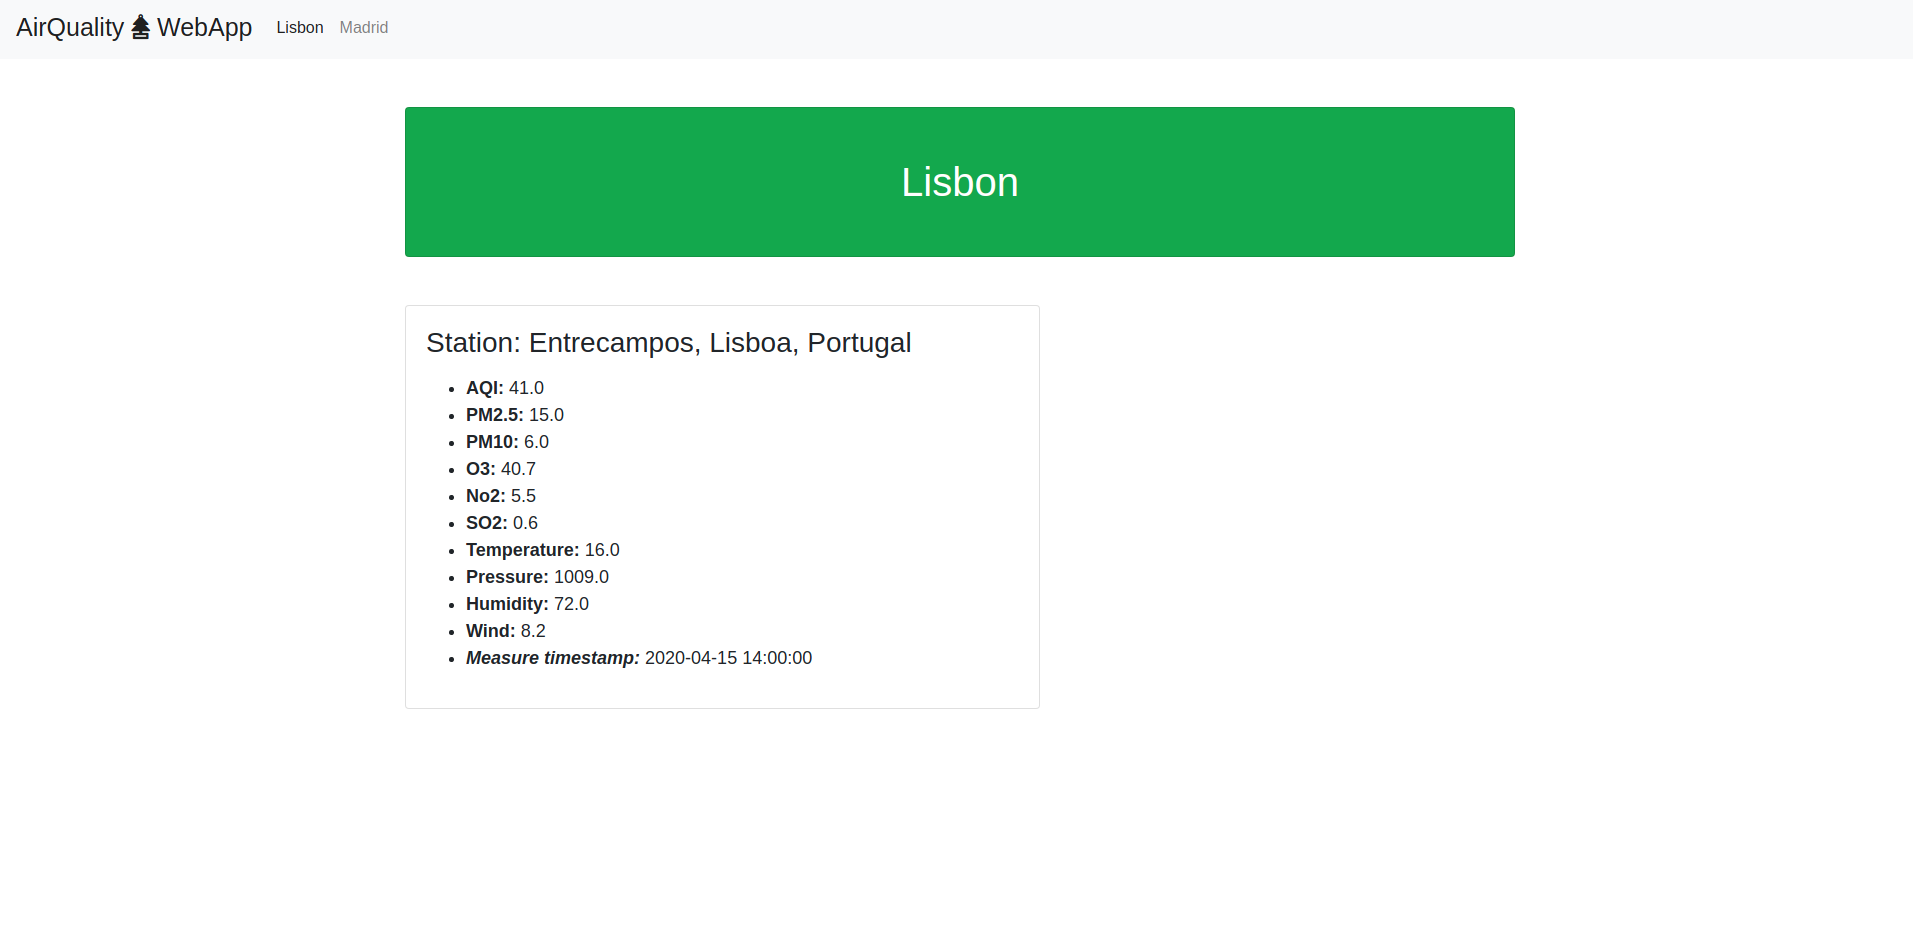 AirQuality WebApp Lisbon Madrid
Lisbon
Station: Entrecampos, Lisboa, Portugal
AQI: 41.0
PM2.5: 15.0
PM10: 6.0
O3: 40.7
No2: 5.5
SO2: 0.6
Temperature: 16.0
Pressure: 1009.0
Humidity: 72.0
Wind: 8.2
Measure timestamp: 2020-04-15 14:00:00